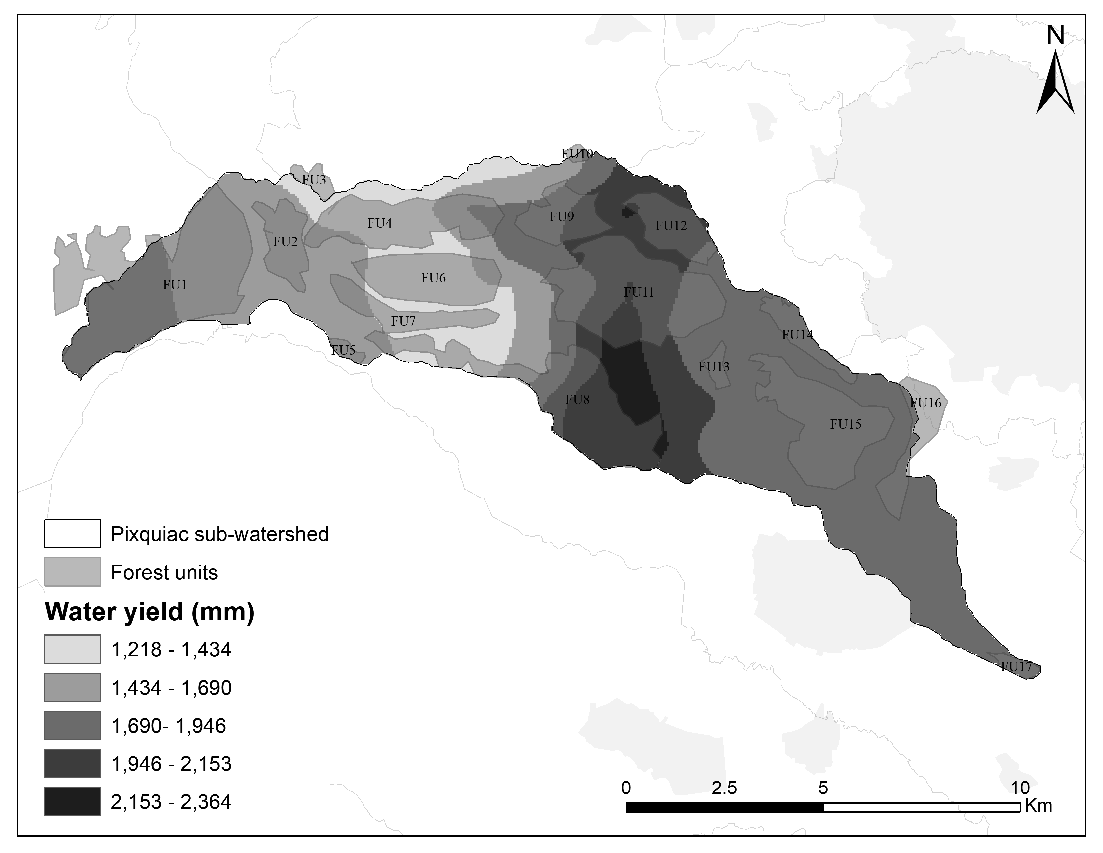 N
FU10
FU3
FU4
FU9
FU12
FU2
FU6
FU1
FU11
FU7
FU14
FU5
FU13
FU8
FU16
FU15
Pixquiac sub-watershed
Forest units
Water yield (mm)
1,218 - 1,434
1,434 - 1,690
1,690- 1,946
1,946 - 2,153
2,153 - 2,364
FU17
0 2.5 5 10
Km